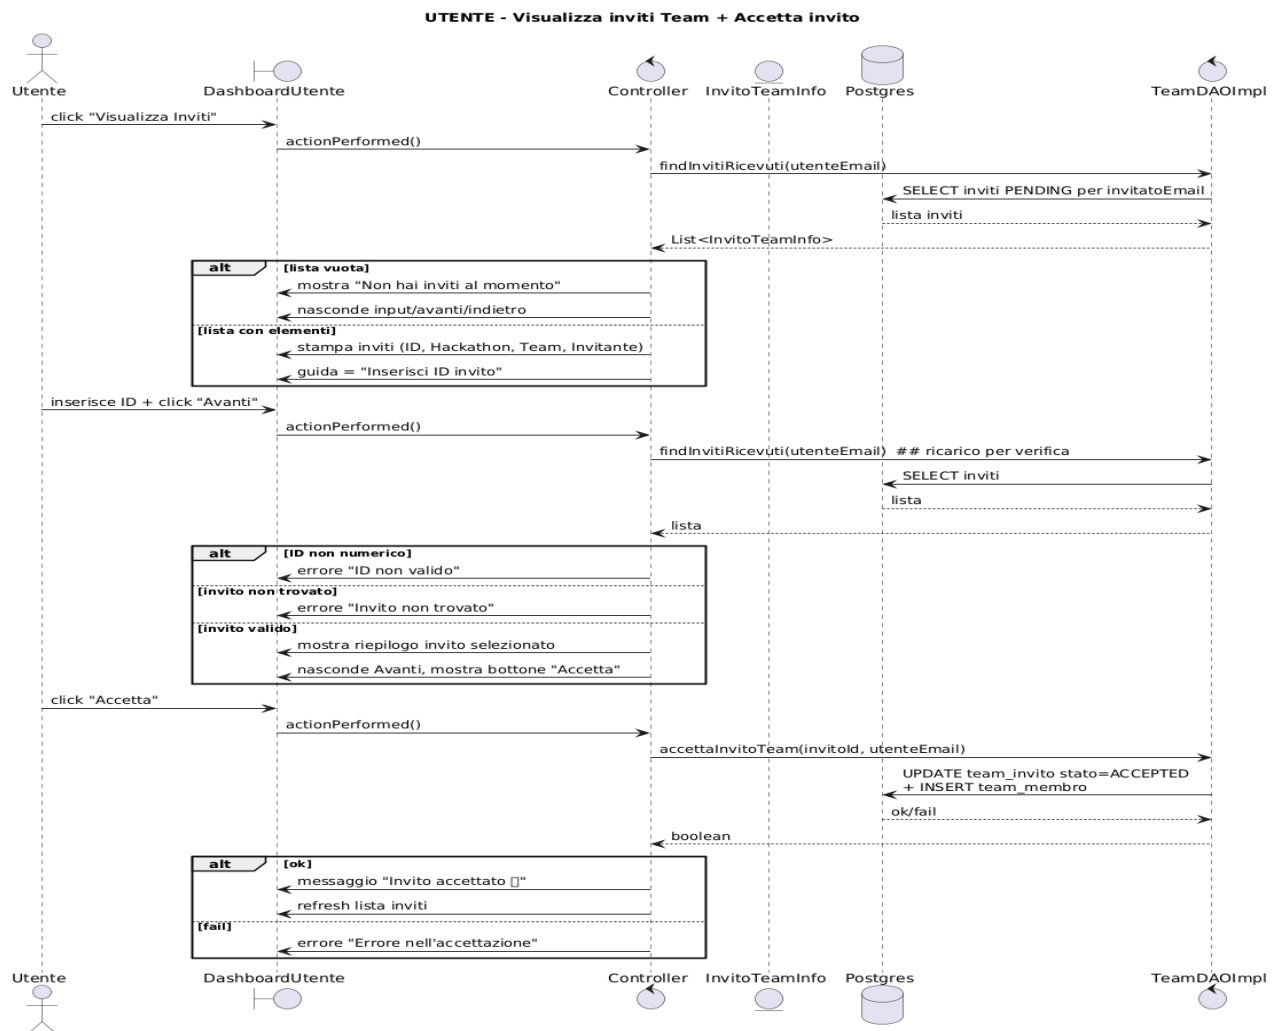 UTENTE - Visualizza inviti Team + Accetta invito
Utente
DashboardUtente
Controller
InvitoTeamInfo
Postgres
TeamDAOImpl
click "Visualizza Inviti"
actionPerformed()
findInvitiRicevuti(utenteEmail)
SELECT inviti PENDING per invitatoEmail
lista inviti
List<InvitoTeamInfo>
alt [lista vuota]
mostra "Non hai inviti al momento"
nasconde input/avanti/indietro
[lista con elementi]
stampa inviti (ID, Hackathon, Team, Invitante)
guida = "Inserisci ID invito"
inserisce ID + click "Avanti"
actionPerformed()
findInvitiRicevuti(utenteEmail) ## ricarico per verifica
SELECT inviti
lista
lista
alt [ID non numerico]
errore "ID non valido"
[invito non trovato]
errore "Invito non trovato"
[invito valido]
mostra riepilogo invito selezionato
nasconde Avanti, mostra bottone "Accetta"
click "Accetta"
actionPerformed()
accettaInvitoTeam(invitoId, utenteEmail)
UPDATE team_invito stato=ACCEPTED
+ INSERT team_membro
ok/fail
boolean
alt [ok]
messaggio "Invito accettato ▯"
refresh lista inviti
[fail]
errore "Errore nell'accettazione"
Utente
DashboardUtente
Controller
InvitoTeamInfo
Postgres
TeamDAOImpl